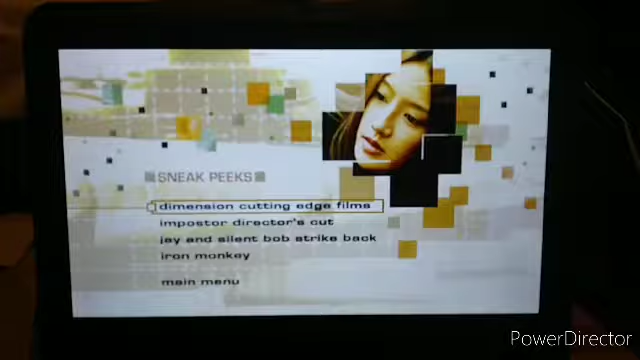 SNEAK PEEKS
dimension cutting edge films
impostor director's cut
jay and silent bob strike back
iron monkey
main menu
PowerDirector